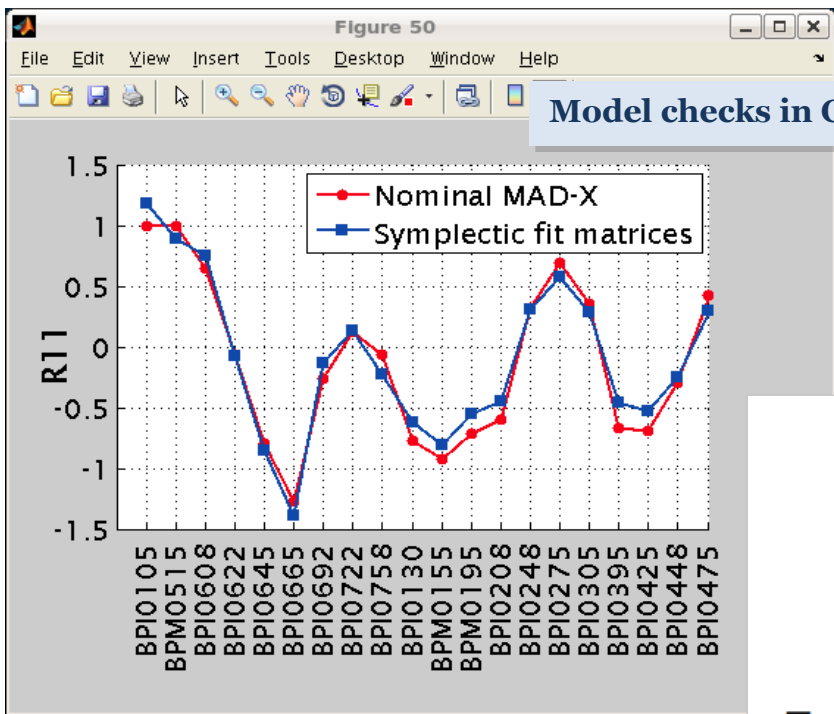 Figure 50
File Edit View Insert Tools Desktop Window Help
Model checks in
1.5
1
0.5
0
-0.5
-1
-1.5
R11
Nominal MAD-X
Symplectic fit matrices
BPI0105
BPM0515
BPI0608
BPI0622
BPI0645
BPI0665
BPI0692
BPI0722
BPI0758
BPI0130
BPM0155
BPM0195
BPI0208
BPI0248
BPI0275
BPI0305
BPI0395
BPI0425
BPI0448
BPI0475